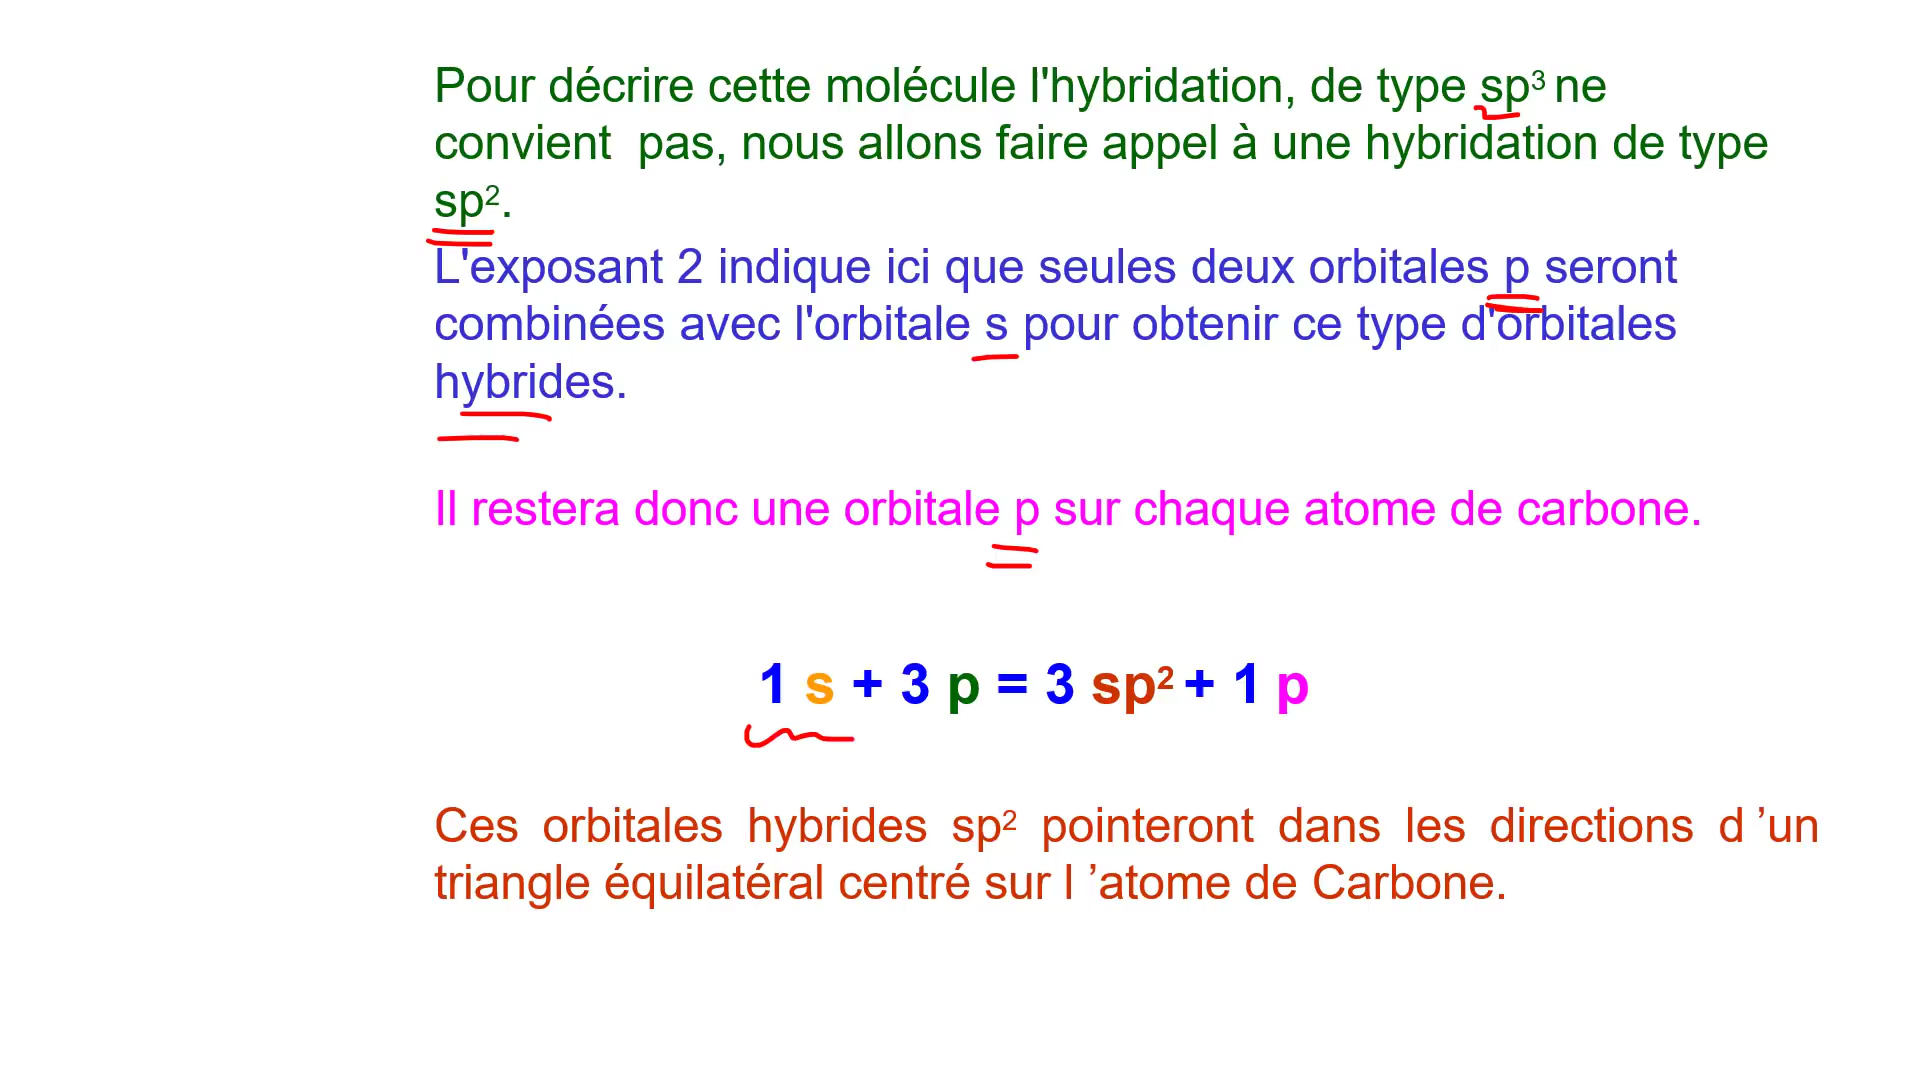 Pour décrire cette molécule l'hybridation, de type sp³ ne
convient pas, nous allons faire appel à une hybridation de type
sp².
L'exposant 2 indique ici que seules deux orbitales p seront
combinées avec l'orbitale s pour obtenir ce type d'orbitales
hybrides.
Il restera donc une orbitale p sur chaque atome de carbone.
1 s + 3 p = 3 sp² + 1 p
Ces orbitales hybrides sp² pointeront dans les directions d ’un
triangle équilatéral centré sur l ’atome de Carbone.